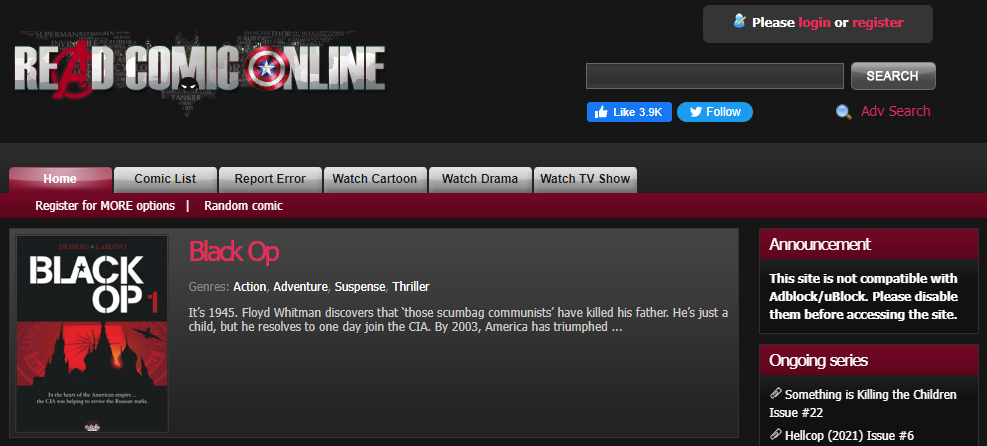 Please login or register
SUPERMAN BATMAN
READ COMIC ONLINE
TANKER
SEARCH
Like 3.9K
Follow
Adv Search
Home
Comic List
Report Error
Watch Cartoon
Watch Drama
Watch TV Show
Register for MORE options | Random comic
DESBERG • LABIANO
BLACK
OP 1
In the heart of the American empire...
the CIA was helping to revive the Russian mafia.
Black Op
Genres: Action, Adventure, Suspense, Thriller
It's 1945. Floyd Whitman discovers that 'those scumbag communists' have killed his father. He's just a
child, but he resolves to one day join the CIA. By 2003, America has triumphed ...
Announcement
This site is not compatible with
Adblock/uBlock. Please disable
them before accessing the site.
Ongoing series
Something is Killing the Children
Issue #22
Hellcop (2021) Issue #6